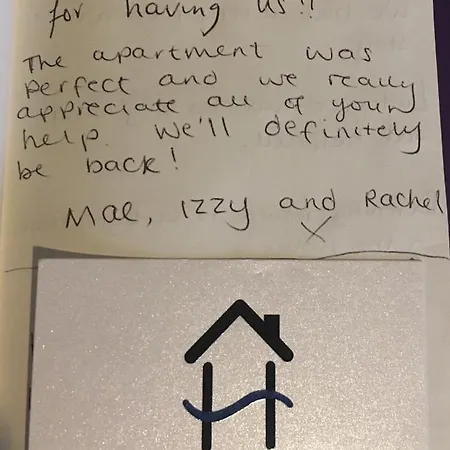 for having us!!
The apartment was
perfect and we really
appreciate all of your
help. We'll definitely
be back!
Mae, Izzy and Rachel
X